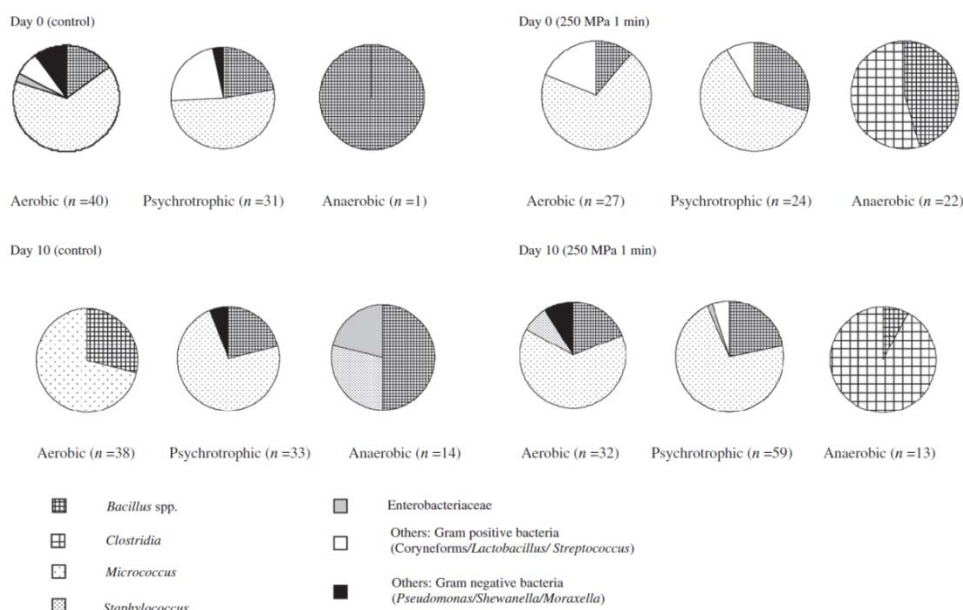 Day 0 (control)
Day 0 (250 MPa 1 min)
Aerobic (n =40)
Psychrotrophic (n =31)
Anaerobic (n =1)
Aerobic (n =27)
Psychrotrophic (n =24)
Anaerobic (n =22)
Day 10 (control)
Day 10 (250 MPa 1 min)
Aerobic (n =38)
Psychrotrophic (n =33)
Anaerobic (n =14)
Aerobic (n =32)
Psychrotrophic (n =59)
Anaerobic (n =13)
Bacillus spp.
Clostridia
Micrococcus
Staphylococcus
Enterobacteriaceae
Others: Gram positive bacteria
(Coryneforms/Lactobacillus/ Streptococcus)
Others: Gram negative bacteria
(Pseudomonas/Shewanella/Moraxella)